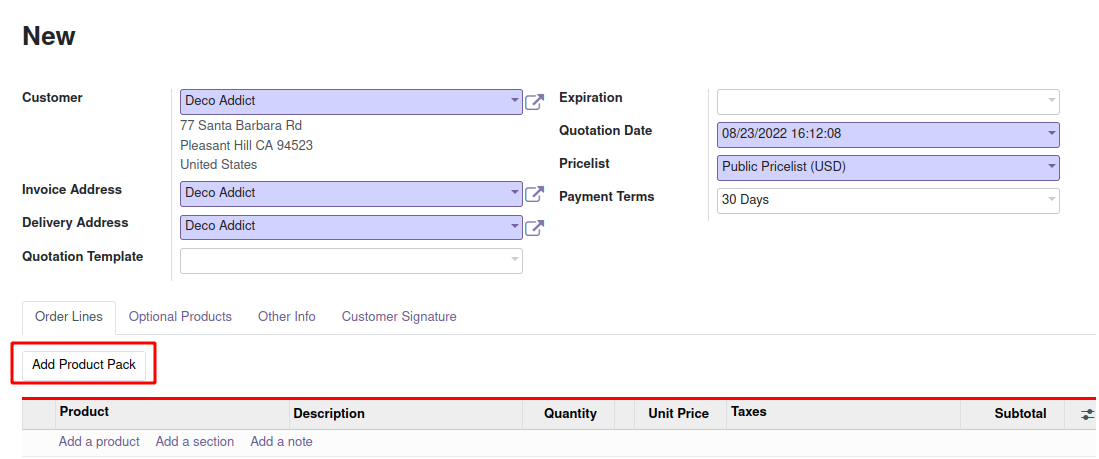 New
Customer
Deco Addict
77 Santa Barbara Rd
Pleasant Hill CA 94523
United States
Invoice Address
Deco Addict
Delivery Address
Deco Addict
Quotation Template
Expiration
Quotation Date
08/23/2022 16:12:08
Pricelist
Public Pricelist (USD)
Payment Terms
30 Days
Order Lines Optional Products Other Info Customer Signature
Add Product Pack
Product Description Quantity Unit Price Taxes Subtotal
Add a product Add a section Add a note